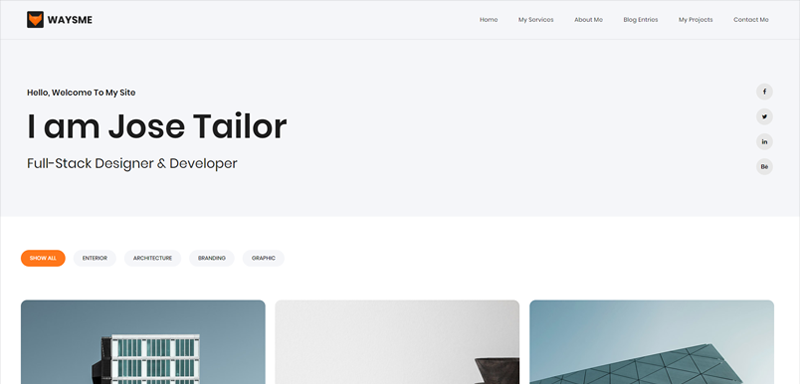 WAYSME
Home My Services About Me Blog Entries My Projects Contact Me
Hello, Welcome To My Site
I am Jose Tailor
Full-Stack Designer & Developer
f
in
Bē
SHOW ALL ENTERIOR ARCHITECTURE BRANDING GRAPHIC